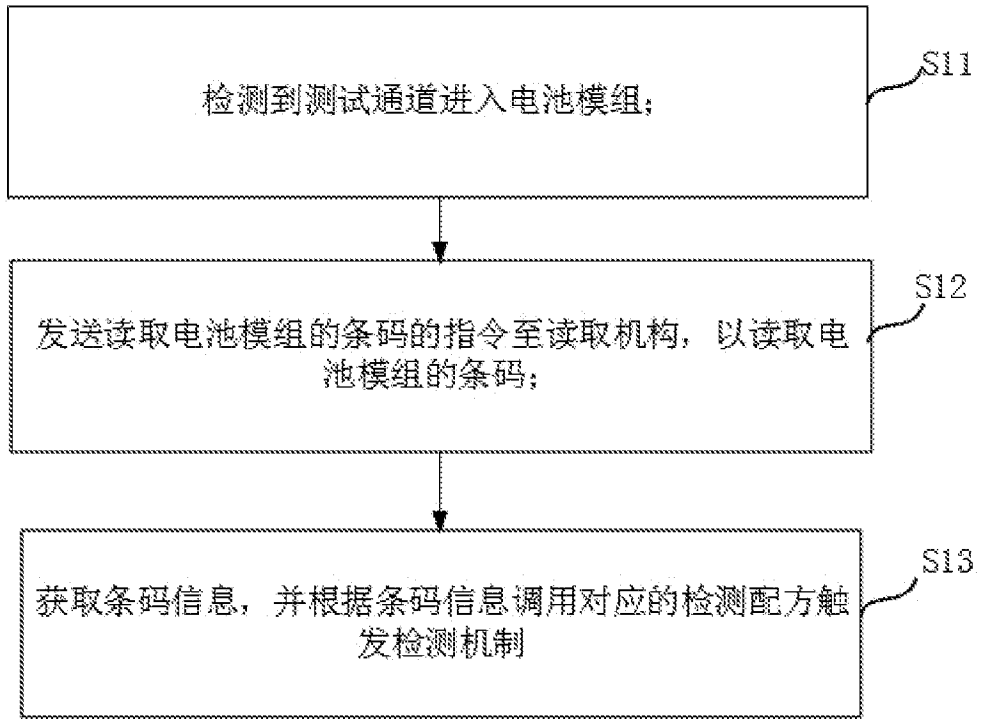 检测到测试通道进入电池模组；
S11
发送读取电池模组的条码的指令至读取机构，以读取电
池模组的条码；
S12
获取条码信息，并根据条码信息调用对应的检测配方触
发检测机制
S13